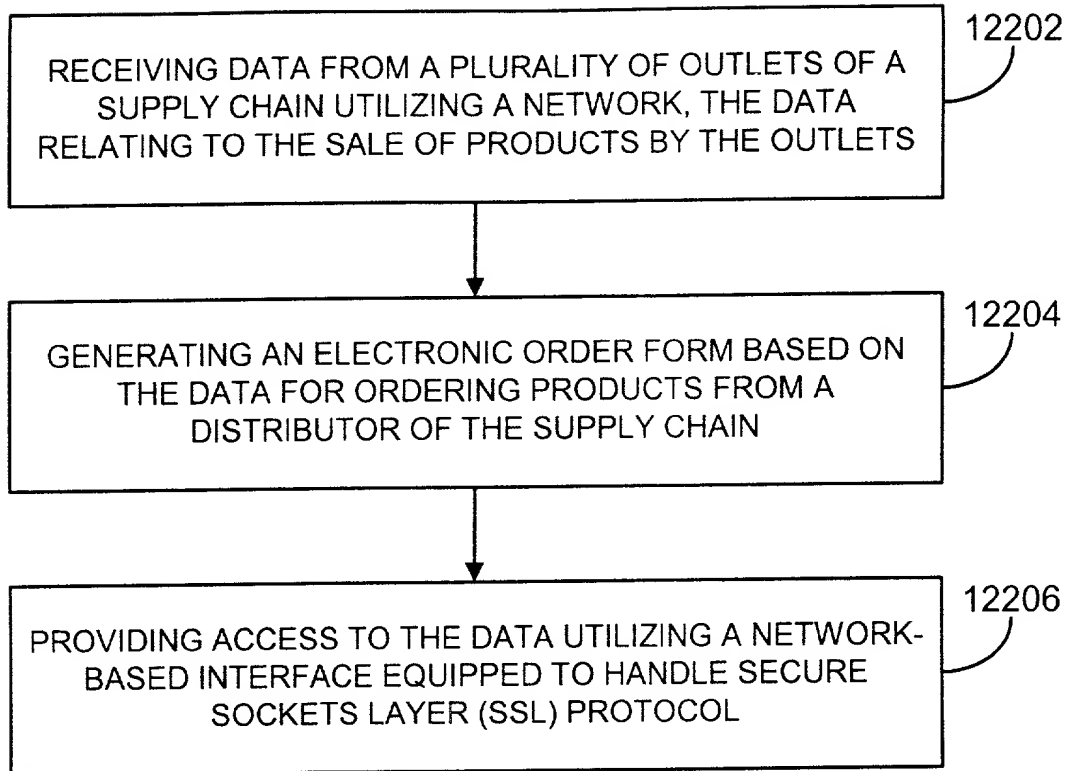 12202
RECEIVING DATA FROM A PLURALITY OF OUTLETS OF A
SUPPLY CHAIN UTILIZING A NETWORK, THE DATA
RELATING TO THE SALE OF PRODUCTS BY THE OUTLETS
12204
GENERATING AN ELECTRONIC ORDER FORM BASED ON
THE DATA FOR ORDERING PRODUCTS FROM A
DISTRIBUTOR OF THE SUPPLY CHAIN
12206
PROVIDING ACCESS TO THE DATA UTILIZING A NETWORK-
BASED INTERFACE EQUIPPED TO HANDLE SECURE
SOCKETS LAYER (SSL) PROTOCOL